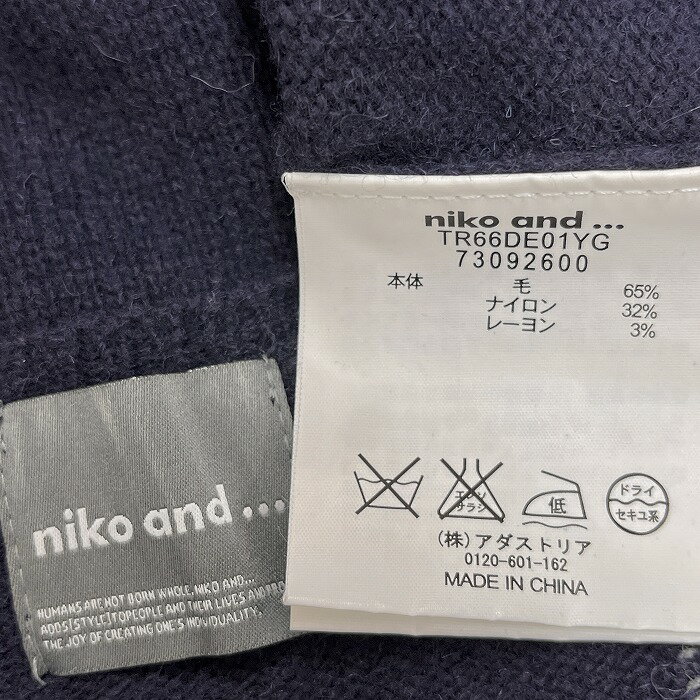 niko and ...
TR66DE01YG
73092600
本体 毛 65%
ナイロン 32%
レーヨン 3%
エンソ
サラシ
低
ドライ
セキユ系
(株)アダストリア
0120-601-162
MADE IN CHINA
niko and ...
HUMANS ARE NOT BORN WHOLE. NIKO AND...
ADDS[STYLE]TOPEOPLE AND THEIR LIVES AND
THE JOY OF CREATING ONE'S INDIVIDUALITY.